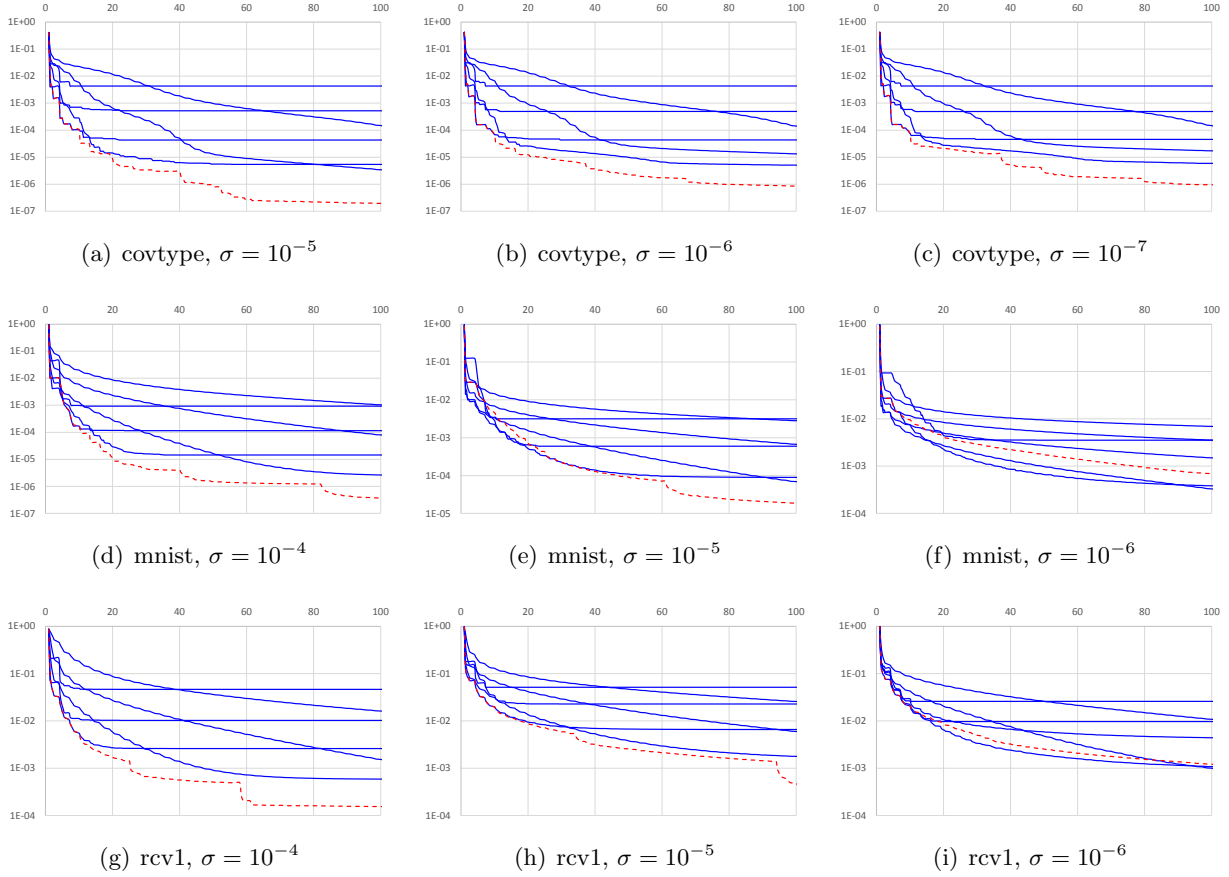 0 20 40 60 80 100
1E+00
1E-01
1E-02
1E-03
1E-04
1E-05
1E-06
1E-07
(a) covtype, σ = 10⁻⁵
0 20 40 60 80 100
1E+00
1E-01
1E-02
1E-03
1E-04
1E-05
1E-06
1E-07
(b) covtype, σ = 10⁻⁶
0 20 40 60 80 100
1E+00
1E-01
1E-02
1E-03
1E-04
1E-05
1E-06
1E-07
(c) covtype, σ = 10⁻⁷
0 20 40 60 80 100
1E+00
1E-01
1E-02
1E-03
1E-04
1E-05
1E-06
1E-07
(d) mnist, σ = 10⁻⁴
0 20 40 60 80 100
1E+00
1E-01
1E-02
1E-03
1E-04
1E-05
(e) mnist, σ = 10⁻⁵
0 20 40 60 80 100
1E+00
1E-01
1E-02
1E-03
1E-04
(f) mnist, σ = 10⁻⁶
0 20 40 60 80 100
1E+00
1E-01
1E-02
1E-03
1E-04
(g) rcv1, σ = 10⁻⁴
0 20 40 60 80 100
1E+00
1E-01
1E-02
1E-03
1E-04
(h) rcv1, σ = 10⁻⁵
0 20 40 60 80 100
1E+00
1E-01
1E-02
1E-03
1E-04
(i) rcv1, σ = 10⁻⁶